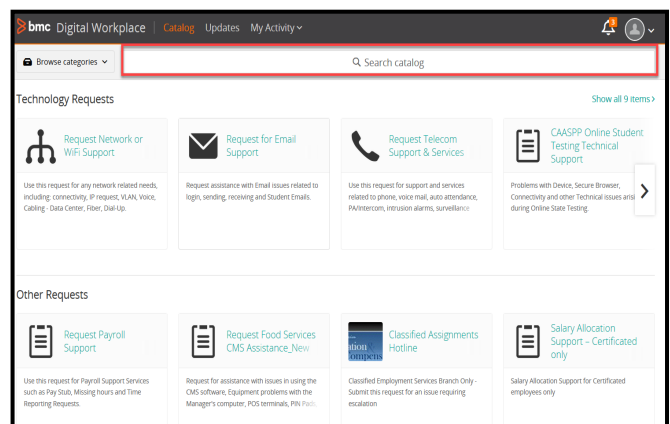 bmc Digital Workplace Catalog Updates My Activity 3
Browse categories Search catalog
Technology Requests Show all 9 items
Request Network or
WiFi Support
Use this request for any network related needs,
including: connectivity, IP request, VLAN, Voice,
Cabling - Data Center, Fiber, Dial-Up.
Request for Email
Support
Request assistance with Email issues related to
login, sending, receiving and Student Emails.
Request Telecom
Support & Services
Use this request for support and services
related to phone, voice mail, auto attendance,
PA/Intercom, intrusion alarms, surveillance
CAASPP Online Student
Testing Technical
Support
Problems with Device, Secure Browser,
Connectivity and other Technical issues
during Online State Testing.
Other Requests
Request Payroll
Support
Use this request for Payroll Support Services
such as Pay Stub, Missing hours and Time
Reporting Requests.
Request Food Services
CMS Assistance_New
Request for assistance with issues in using the
CMS software, Equipment problems with the
Manager's computer, POS terminals, PIN Pads,
Classified Assignments
Hotline
Classified Employment Services Branch Only -
Submit this request for an issue requiring
escalation
Salary Allocation
Support – Certificated
only
Salary Allocation Support for Certificated
employees only